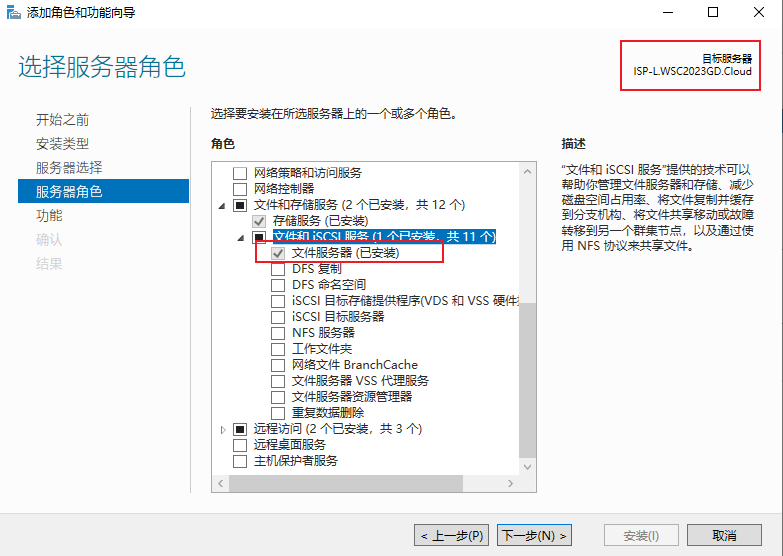 添加角色和功能向导
选择服务器角色
目标服务器
ISP-L.WSC2023GD.Cloud
开始之前
安装类型
服务器选择
服务器角色
功能
确认
结果
选择要安装在所选服务器上的一个或多个角色。
角色
网络策略和访问服务
网络控制器
文件和存储服务 (2 个已安装，共 12 个)
存储服务 (已安装)
文件和 iSCSI 服务 (1 个已安装，共 11 个)
文件服务器 (已安装)
DFS 复制
DFS 命名空间
iSCSI 目标存储提供程序(VDS 和 VSS 硬件
iSCSI 目标服务器
NFS 服务器
工作文件夹
网络文件 BranchCache
文件服务器 VSS 代理服务
文件服务器资源管理器
重复数据删除
远程访问 (2 个已安装，共 3 个)
远程桌面服务
主机保护者服务
描述
“文件和 iSCSI 服务”提供的技术可以
帮助你管理文件服务器和存储、减少
磁盘空间占用率、将文件复制并缓存
到分支机构、将文件共享移动或故障
转移到另一个群集节点，以及通过使
用 NFS 协议来共享文件。
< 上一步(P)
下一步(N) >
安装(I)
取消